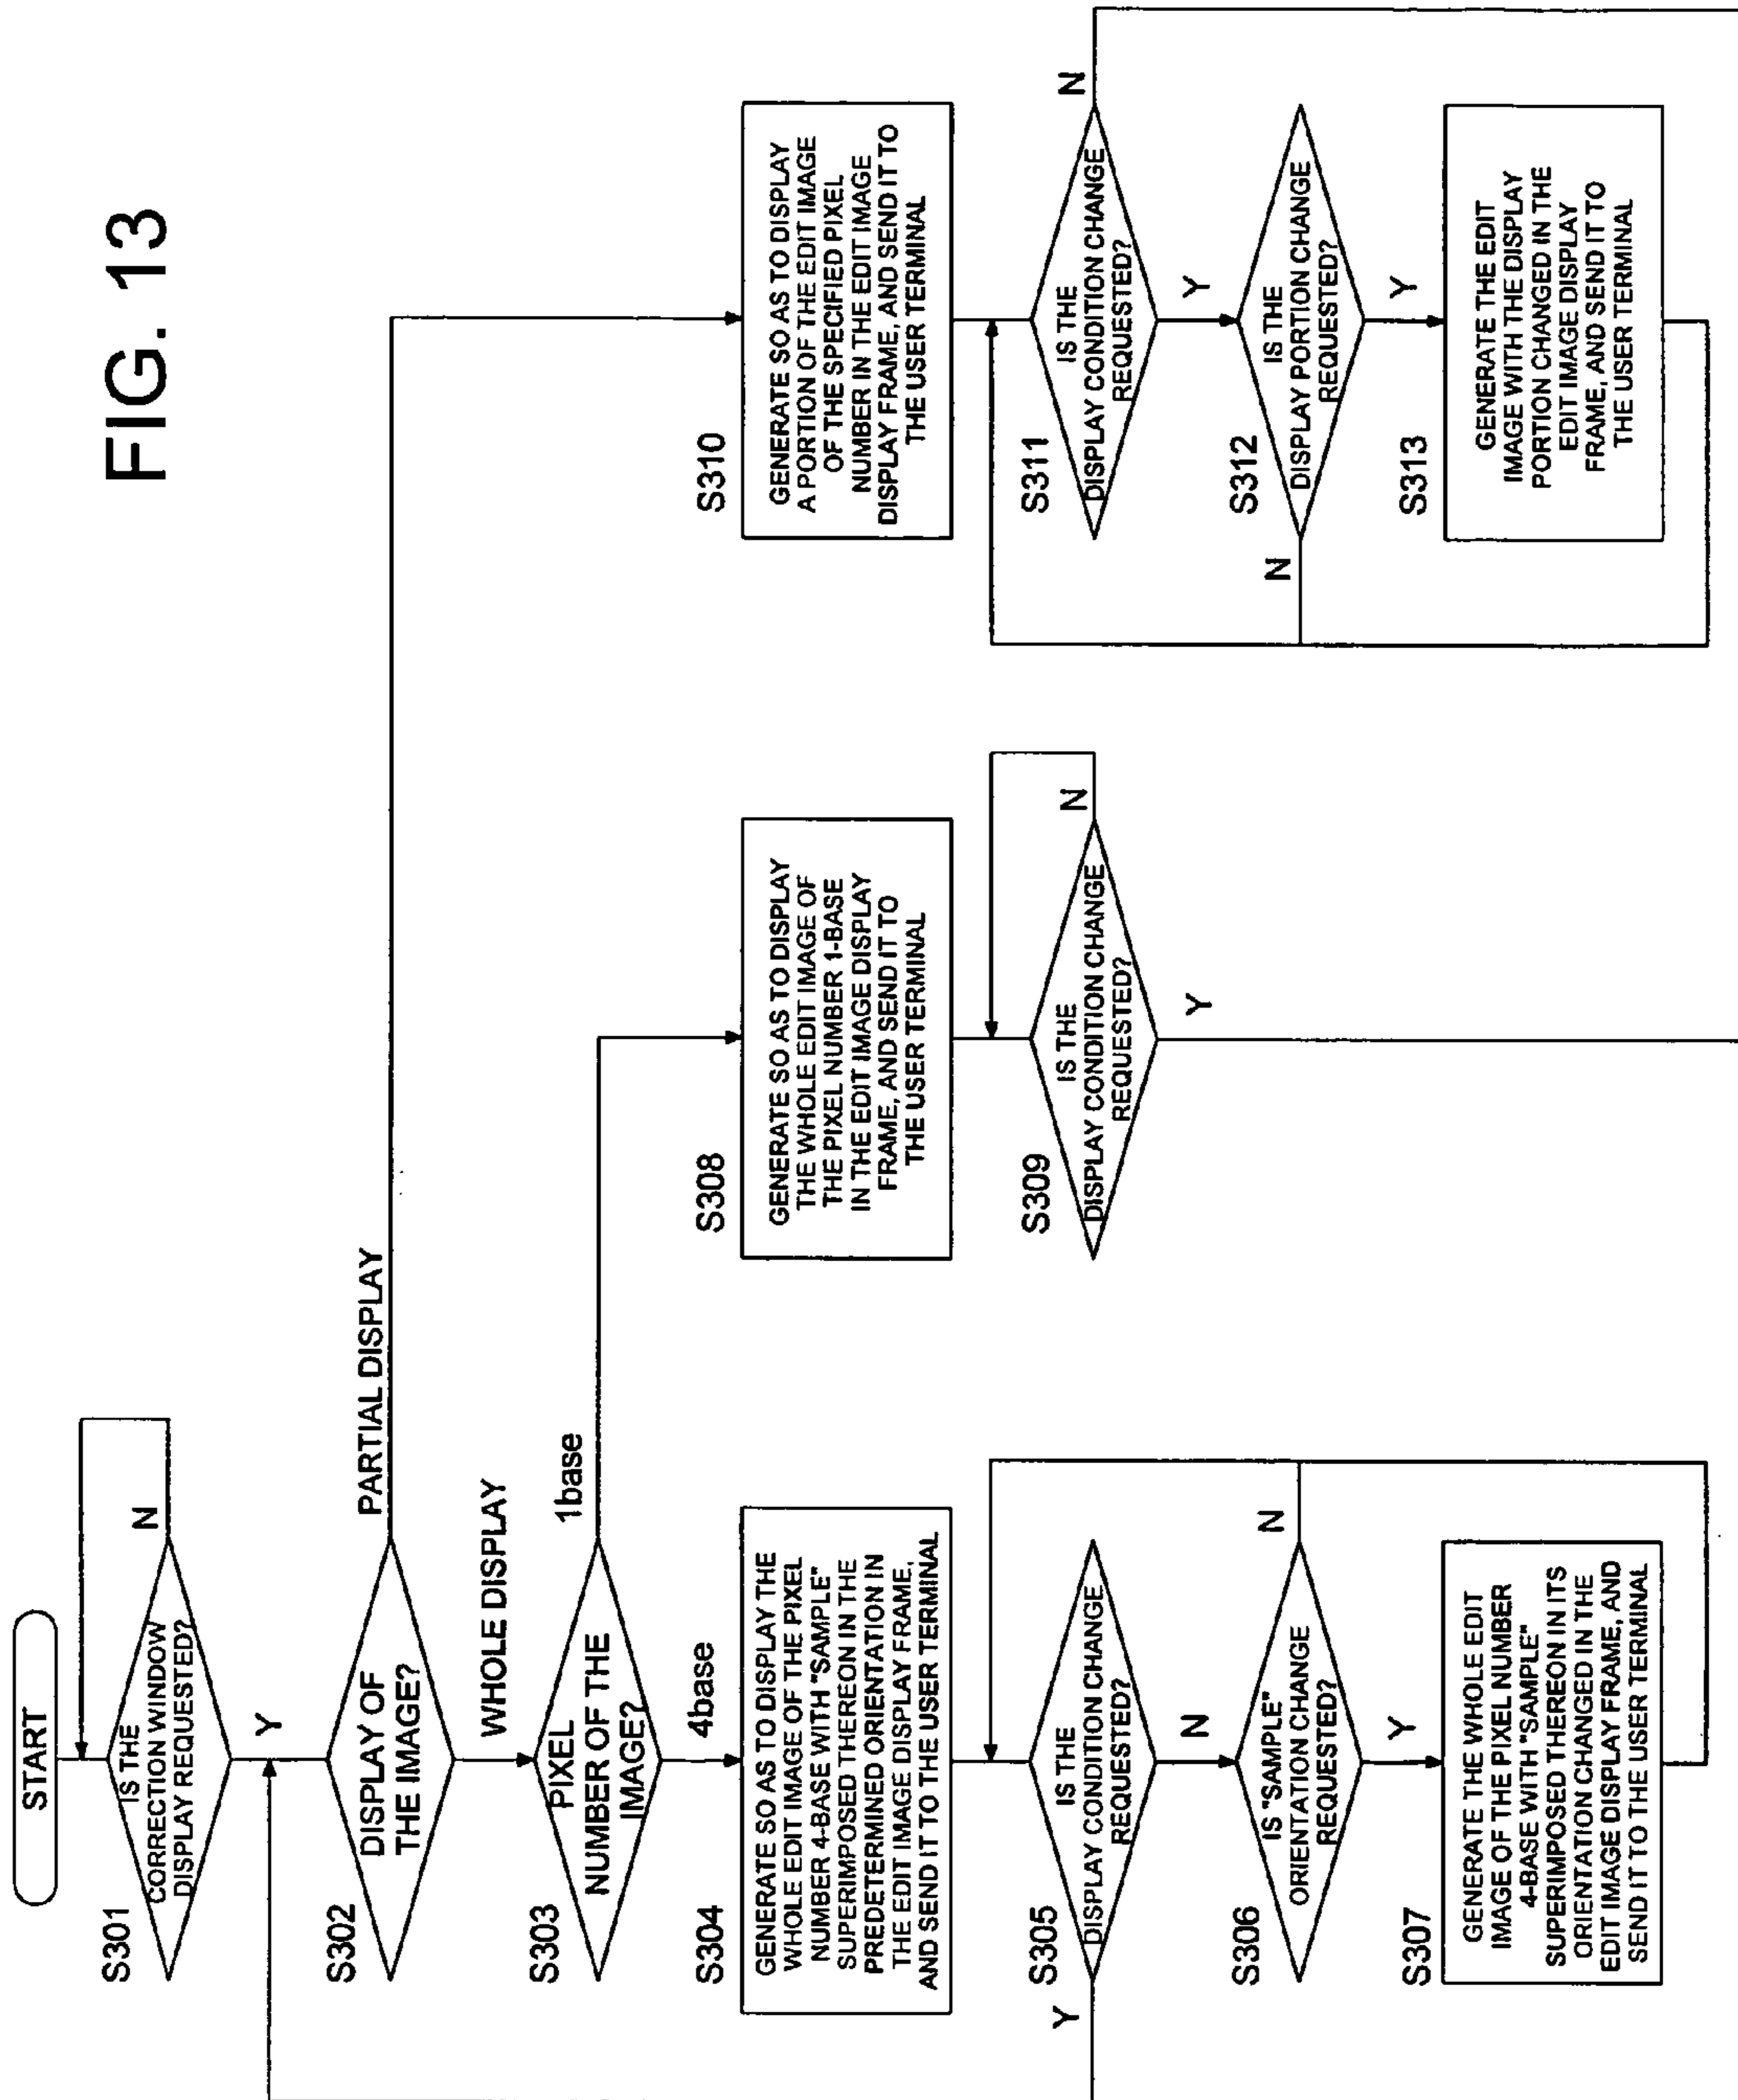 FIG. 13
START
S301
IS THE
CORRECTION WINDOW
DISPLAY REQUESTED?
N
Y
S302
DISPLAY OF
THE IMAGE?
PARTIAL DISPLAY
WHOLE DISPLAY
S303
PIXEL
NUMBER OF THE
IMAGE?
1base
4base
S304
GENERATE SO AS TO DISPLAY THE
WHOLE EDIT IMAGE OF THE PIXEL
NUMBER 4-BASE WITH "SAMPLE"
SUPERIMPOSED THEREON IN THE
PREDETERMINED ORIENTATION IN
THE EDIT IMAGE DISPLAY FRAME,
AND SEND IT TO THE USER TERMINAL
S305
IS THE
DISPLAY CONDITION CHANGE
REQUESTED?
Y
N
S306
IS "SAMPLE"
ORIENTATION CHANGE
REQUESTED?
N
Y
S307
GENERATE THE WHOLE EDIT
IMAGE OF THE PIXEL NUMBER
4-BASE WITH "SAMPLE"
SUPERIMPOSED THEREON IN ITS
ORIENTATION CHANGED IN THE
EDIT IMAGE DISPLAY FRAME, AND
SEND IT TO THE USER TERMINAL
S308
GENERATE SO AS TO DISPLAY
THE WHOLE EDIT IMAGE OF
THE PIXEL NUMBER 1-BASE
IN THE EDIT IMAGE DISPLAY
FRAME, AND SEND IT TO
THE USER TERMINAL
S309
IS THE
DISPLAY CONDITION CHANGE
REQUESTED?
N
Y
S310
GENERATE SO AS TO DISPLAY
A PORTION OF THE EDIT IMAGE
OF THE SPECIFIED PIXEL
NUMBER IN THE EDIT IMAGE
DISPLAY FRAME, AND SEND IT TO
THE USER TERMINAL
S311
IS THE
DISPLAY CONDITION CHANGE
REQUESTED?
N
Y
S312
IS THE
DISPLAY PORTION CHANGE
REQUESTED?
N
Y
S313
GENERATE THE EDIT
IMAGE WITH THE DISPLAY
PORTION CHANGED IN THE
EDIT IMAGE DISPLAY
FRAME, AND SEND IT TO
THE USER TERMINAL